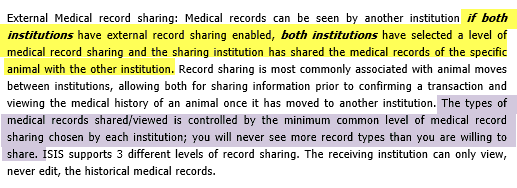 External Medical record sharing: Medical records can be seen by another institution if both
institutions have external record sharing enabled, both institutions have selected a level of
medical record sharing and the sharing institution has shared the medical records of the specific
animal with the other institution. Record sharing is most commonly associated with animal moves
between institutions, allowing both for sharing information prior to confirming a transaction and
viewing the medical history of an animal once it has moved to another institution. The types of
medical records shared/viewed is controlled by the minimum common level of medical record
sharing chosen by each institution; you will never see more record types than you are willing to
share. ISIS supports 3 different levels of record sharing. The receiving institution can only view,
never edit, the historical medical records.